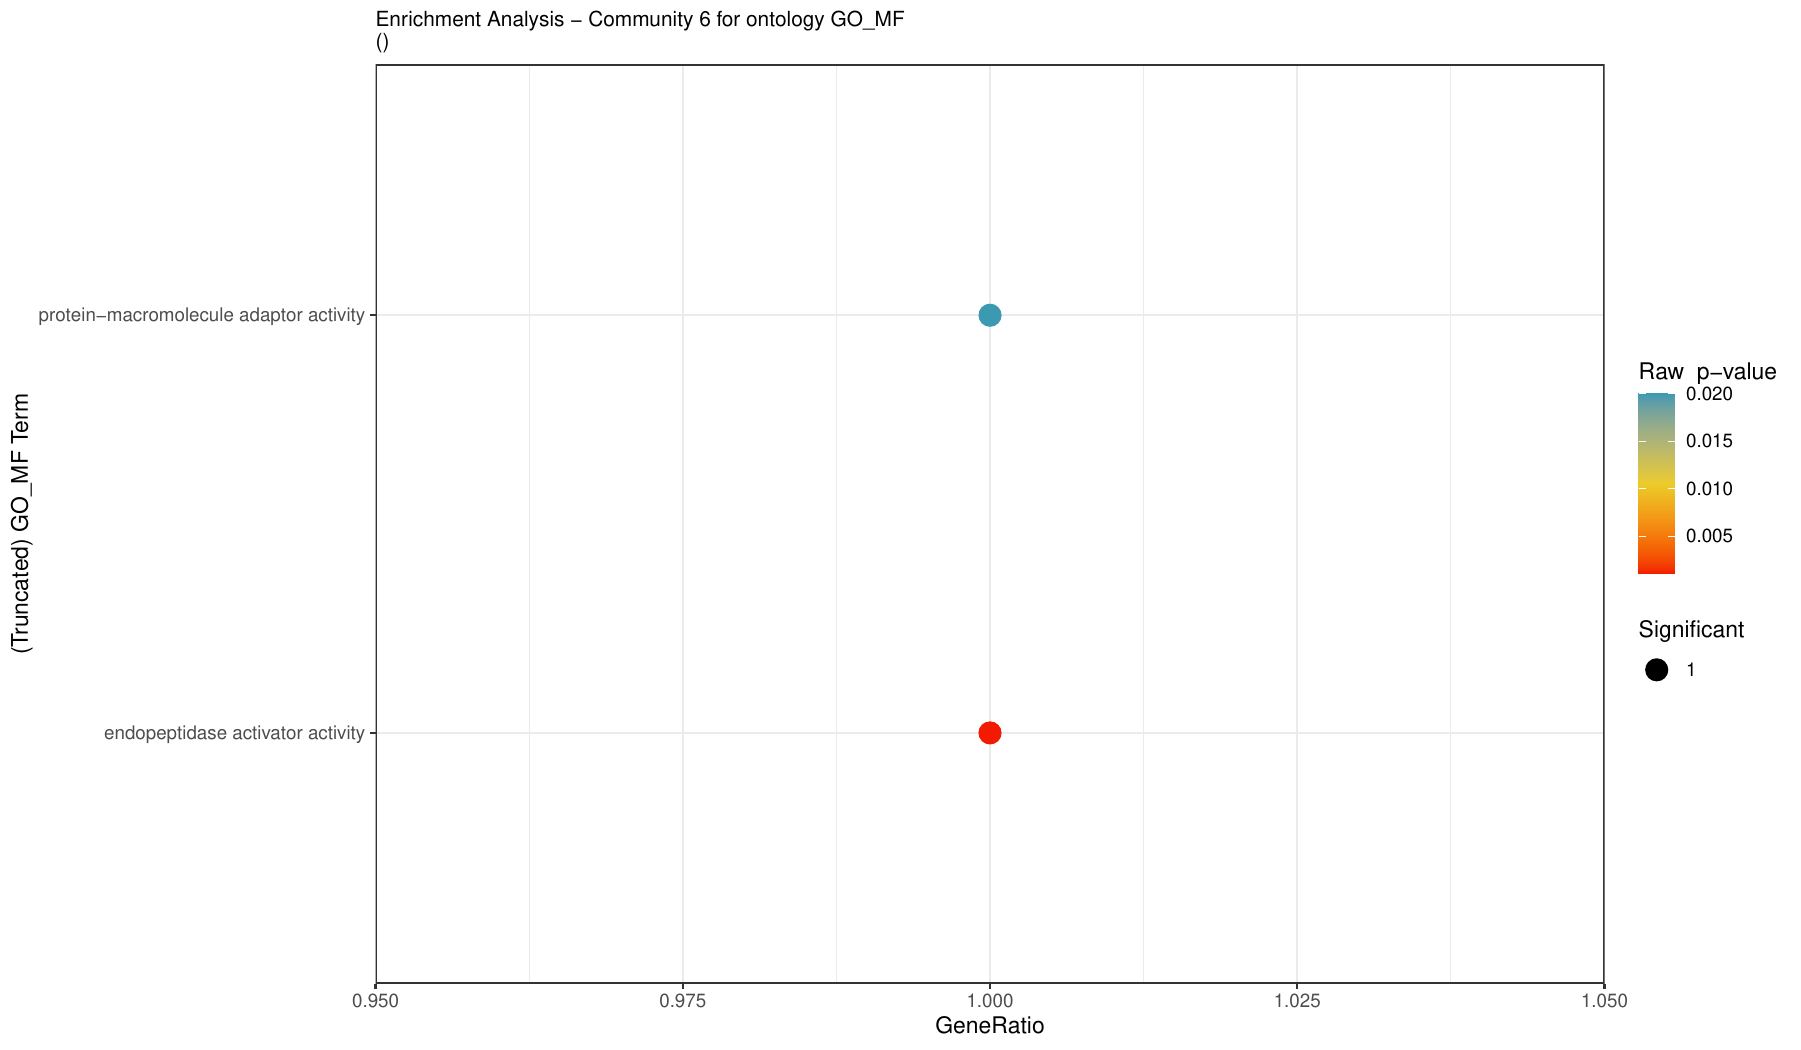 Enrichment Analysis – Community 6 for ontology GO_MF
()
(Truncated) GO_MF Term
protein−macromolecule adaptor activity
endopeptidase activator activity
0.950
0.975
1.000
1.025
1.050
GeneRatio
Raw p−value
0.020
0.015
0.010
0.005
Significant
1